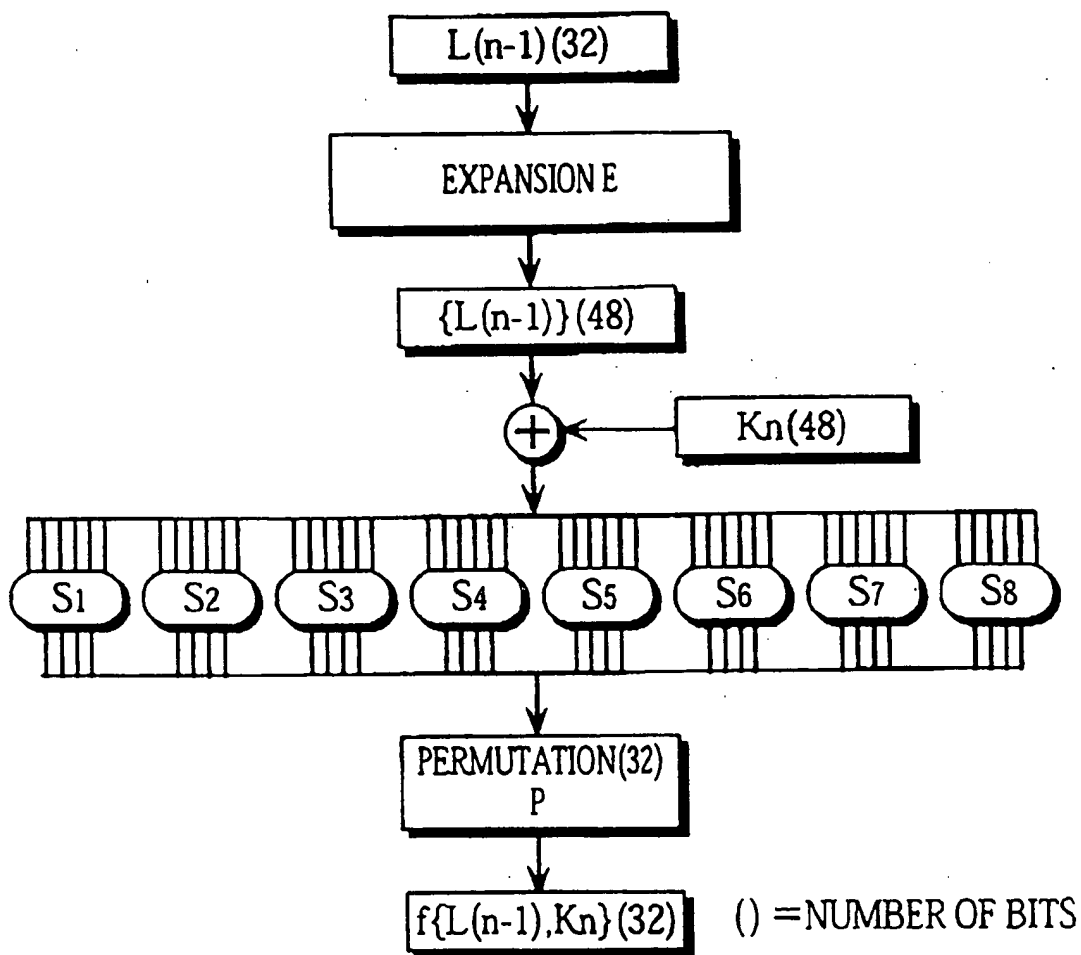 L(n-1)(32)
EXPANSION E
{L(n-1)}(48)
+
Kn(48)
S1 S2 S3 S4 S5 S6 S7 S8
PERMUTATION(32)
P
f{L(n-1),Kn}(32)
() =NUMBER OF BITS